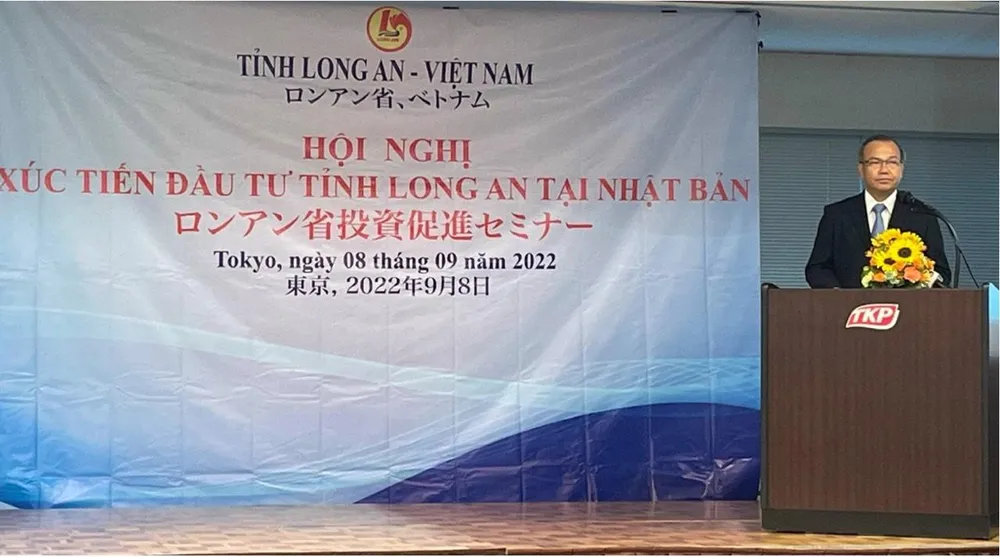 LONG AN
TỈNH LONG AN - VIỆT NAM
ロンアン省、ベトナム
HỘI NGHỊ
XÚC TIẾN ĐẦU TƯ TỈNH LONG AN TẠI NHẬT BẢN
ロンアン省投資促進セミナー
Tokyo, ngày 08 tháng 09 năm 2022
東京, 2022年9月8日
TKP